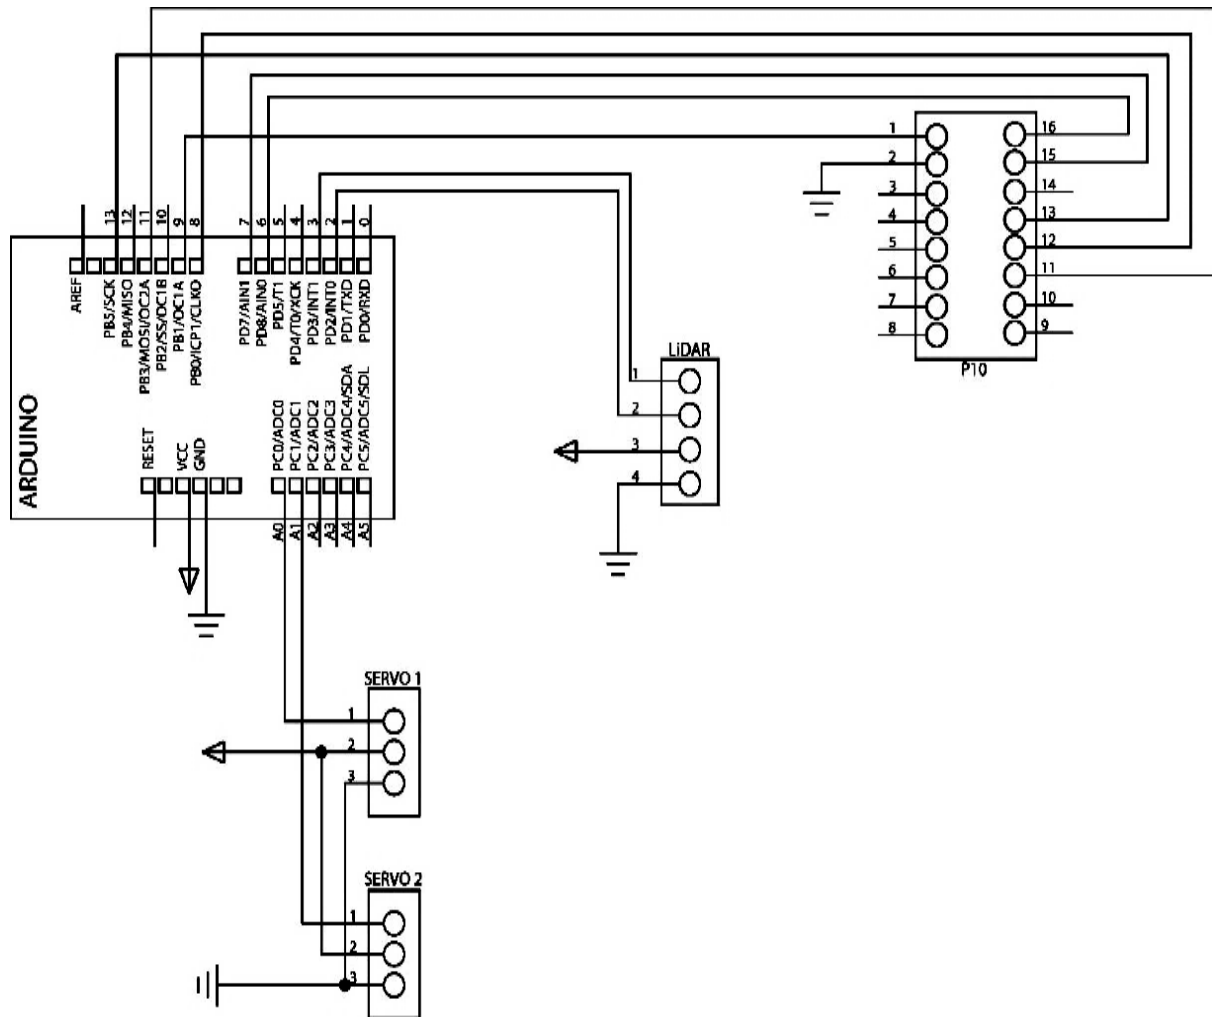 1
2
3
4
5
6
7
8
16
15
14
13
12
11
10
9
P10
13
12
11
10
9
8
7
6
5
4
3
2
1
0
AREF
PB5/SCK
PB4/MISO
PB3/MOSI/OC2A
PB2/SS/OC1B
PB1/OC1A
PB0/ICP1/CLKO
PD7/AIN1
PD8/AIN0
PD5/T1
PD4/T0/XCK
PD3/INT1
PD2/INT0
PD1/TXD
PD0/RXD
ARDUINO
RESET
VCC
GND
PC0/ADC0
PC1/ADC1
PC2/ADC2
PC3/ADC3
PC4/ADC4/SDA
PC5/ADC5/SDL
A0
A1
A2
A3
A4
A5
LiDAR
1
2
3
4
SERVO 1
1
2
3
SERVO 2
1
2
3